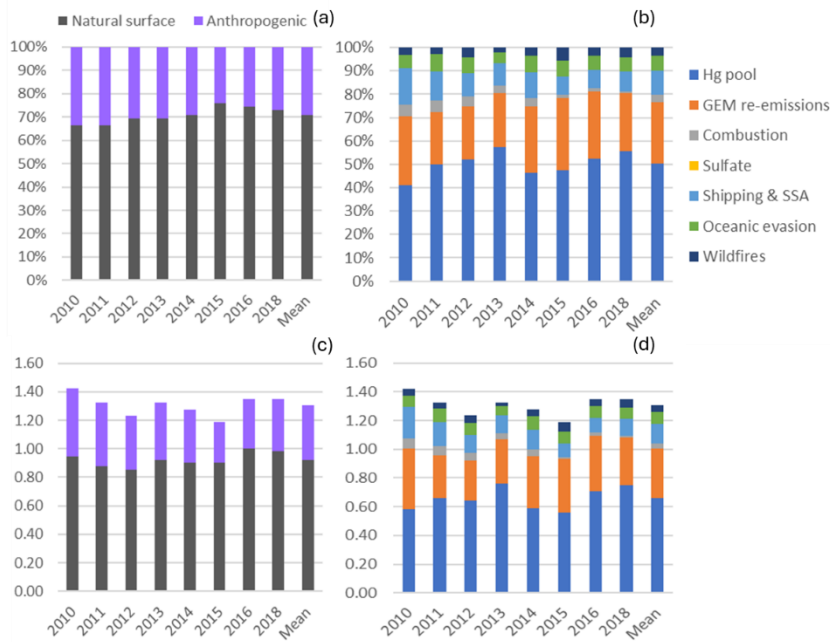 Natural surface Anthropogenic (a)
100%
90%
80%
70%
60%
50%
40%
30%
20%
10%
0%
2010 2011 2012 2013 2014 2015 2016 2018 Mean
(b)
100%
90%
80%
70%
60%
50%
40%
30%
20%
10%
0%
2010 2011 2012 2013 2014 2015 2016 2018 Mean
Hg pool
GEM re-emissions
Combustion
Sulfate
Shipping & SSA
Oceanic evasion
Wildfires
(c)
1.60
1.40
1.20
1.00
0.80
0.60
0.40
0.20
0.00
2010 2011 2012 2013 2014 2015 2016 2018 Mean
(d)
1.60
1.40
1.20
1.00
0.80
0.60
0.40
0.20
0.00
2010 2011 2012 2013 2014 2015 2016 2018 Mean